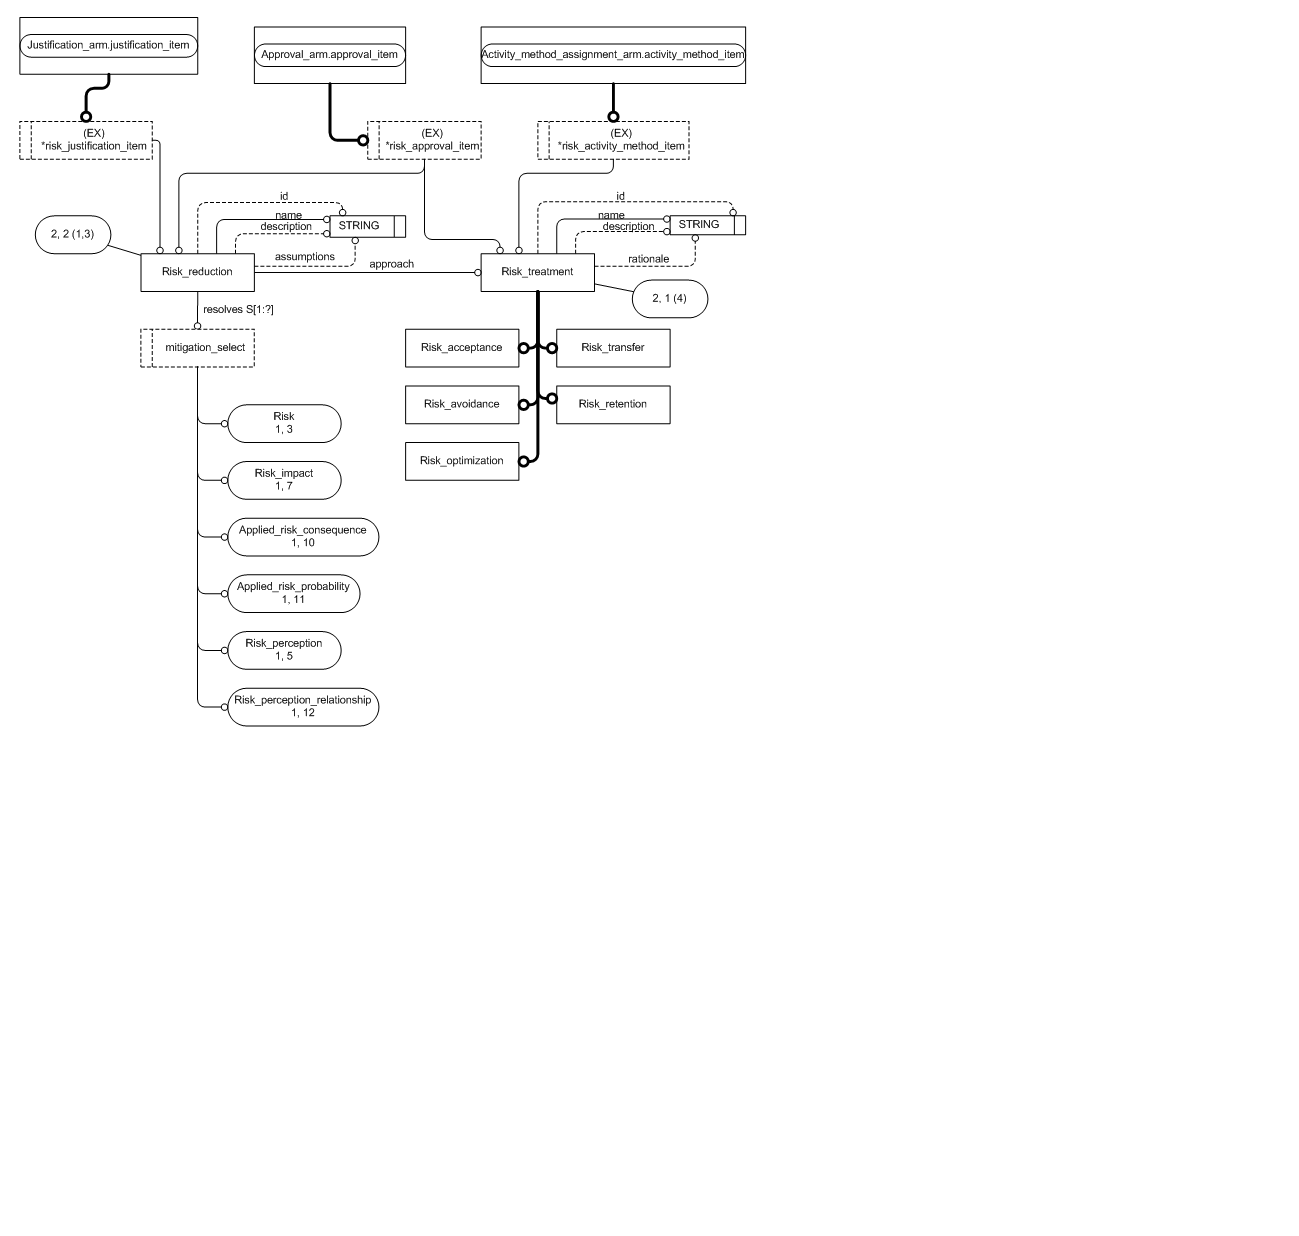 Justification_arm.justification_item
Approval_arm.approval_item
Activity_method_assignment_arm.activity_method_item
(EX)
*risk_justification_item
(EX)
*risk_approval_item
(EX)
*risk_activity_method_item
id
name
description
STRING
assumptions
id
name
description
STRING
rationale
2, 2 (1,3)
Risk_reduction
approach
Risk_treatment
2, 1 (4)
resolves S[1:?]
mitigation_select
Risk_acceptance
Risk_transfer
Risk_avoidance
Risk_retention
Risk_optimization
Risk
1, 3
Risk_impact
1, 7
Applied_risk_consequence
1, 10
Applied_risk_probability
1, 11
Risk_perception
1, 5
Risk_perception_relationship
1, 12